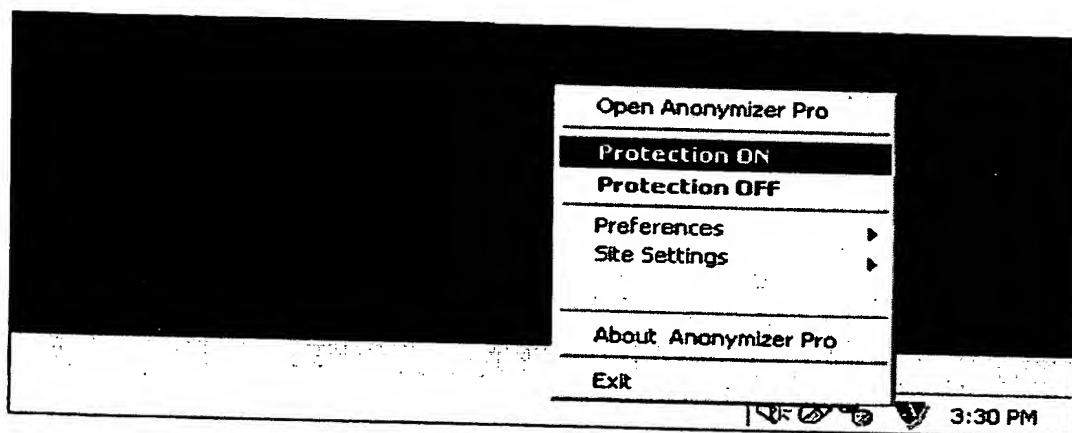 Open Anonymizer Pro
Protection ON
Protection OFF
Preferences
Site Settings
About Anonymizer Pro
Exit
3:30 PM